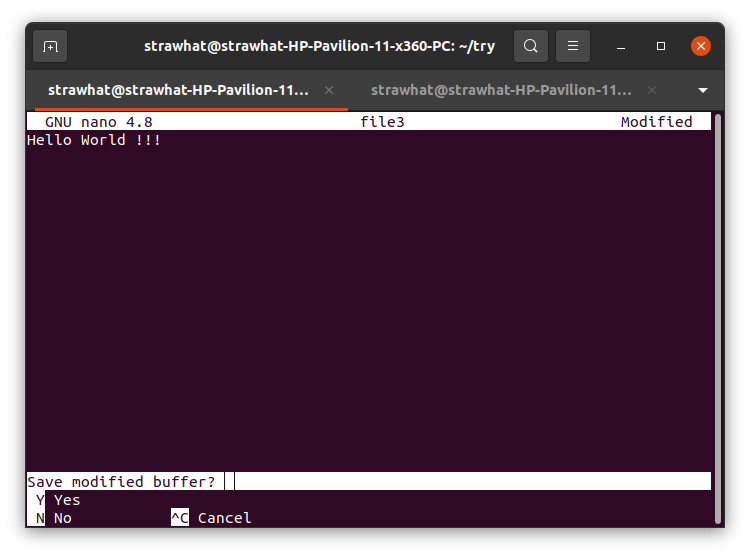 strawhat@strawhat-HP-Pavilion-11-x360-PC: ~/try
strawhat@strawhat-HP-Pavilion-11... × strawhat@strawhat-HP-Pavilion-11... ×
GNU nano 4.8 file3 Modified
Hello World !!!
Save modified buffer?
Y Yes
N No ^C Cancel